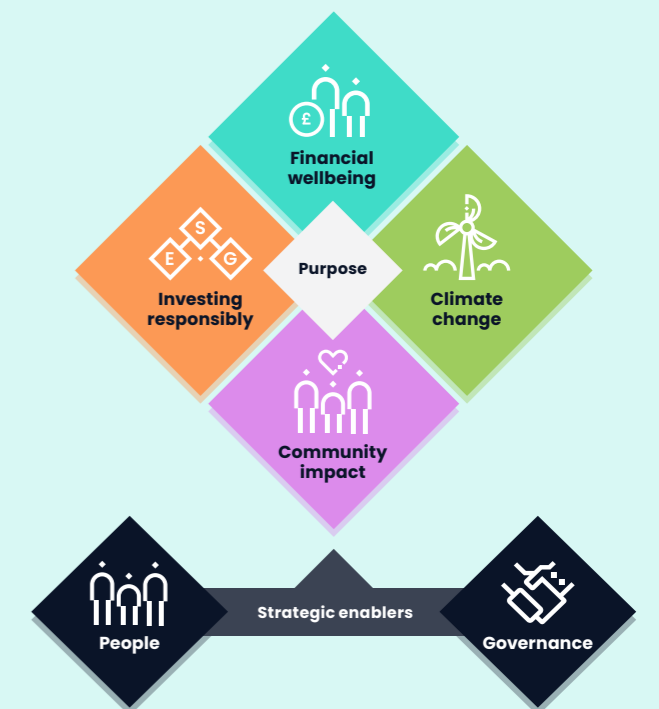 £
Financial
wellbeing
S
E
G
Investing
responsibly
Purpose
Climate
change
Community
impact
Strategic enablers
People
Governance